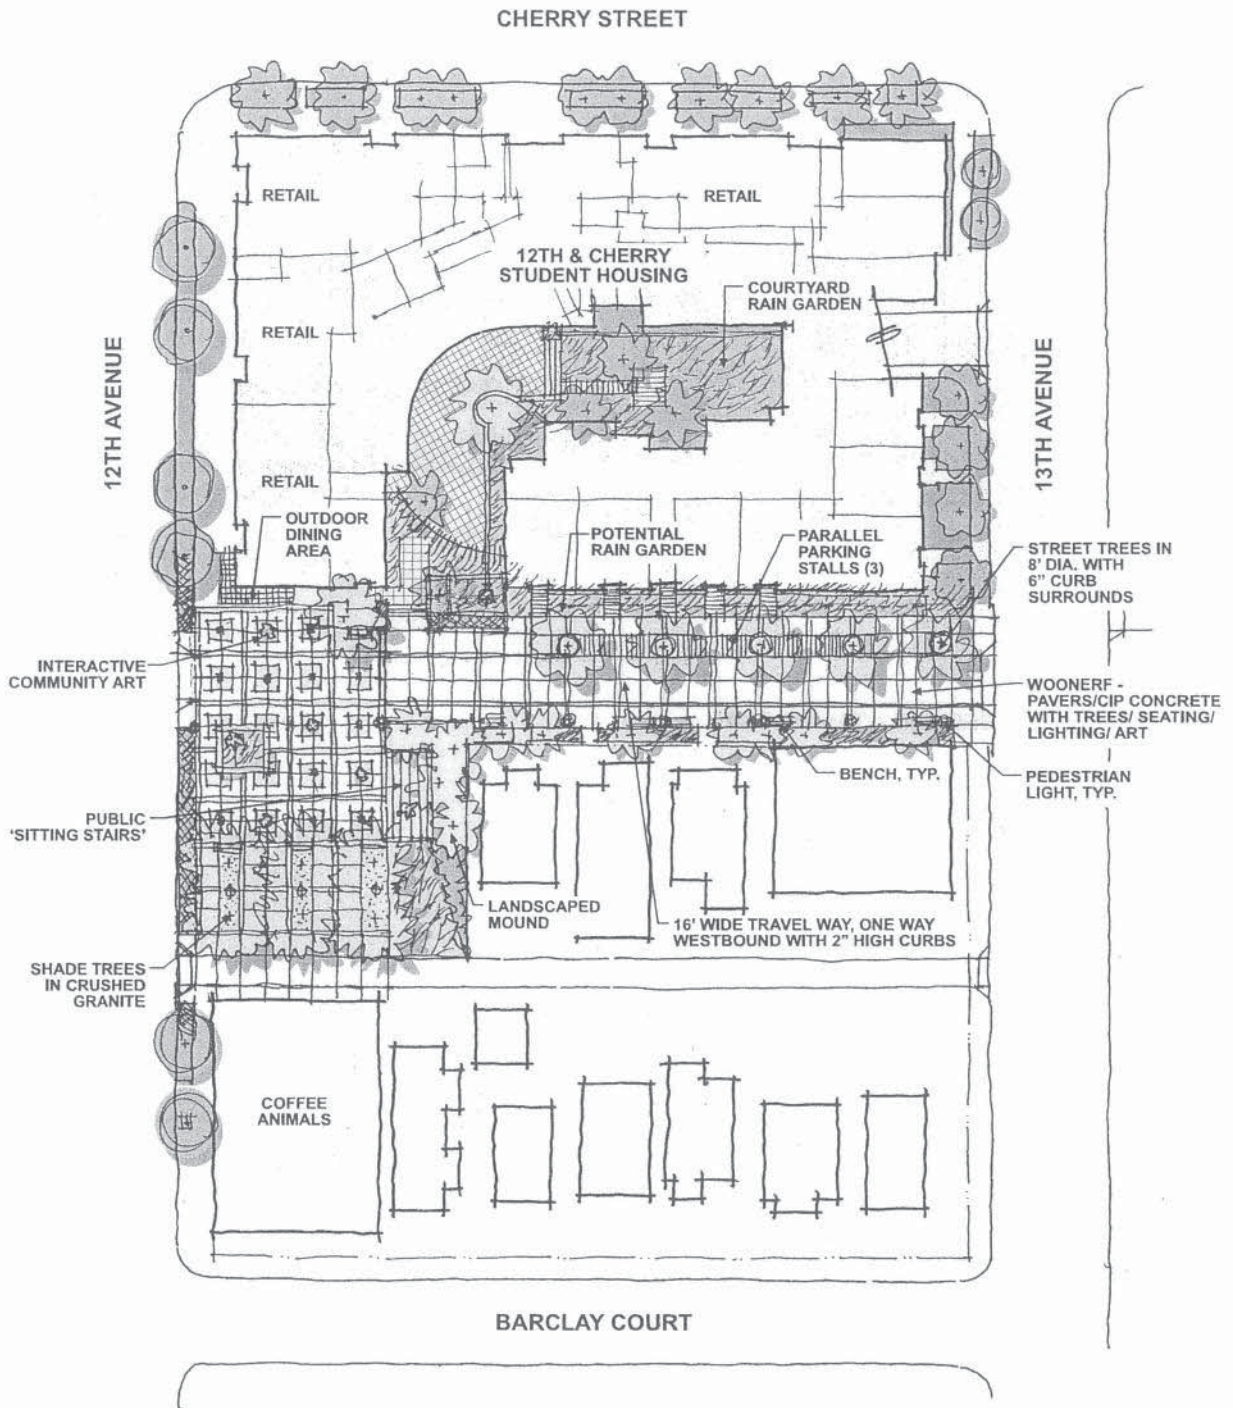 CHERRY STREET
RETAIL
RETAIL
12TH & CHERRY
STUDENT HOUSING
COURTYARD
RAIN GARDEN
RETAIL
12TH AVENUE
13TH AVENUE
RETAIL
OUTDOOR
DINING
AREA
POTENTIAL
RAIN GARDEN
PARALLEL
PARKING
STALLS (3)
STREET TREES IN
8' DIA. WITH
6" CURB
SURROUNDS
INTERACTIVE
COMMUNITY ART
WOONERF -
PAVERS/CIP CONCRETE
WITH TREES/ SEATING/
LIGHTING/ ART
BENCH, TYP.
PEDESTRIAN
LIGHT, TYP.
PUBLIC
'SITTING STAIRS'
LANDSCAPED
MOUND
16' WIDE TRAVEL WAY, ONE WAY
WESTBOUND WITH 2" HIGH CURBS
SHADE TREES
IN CRUSHED
GRANITE
COFFEE
ANIMALS
BARCLAY COURT